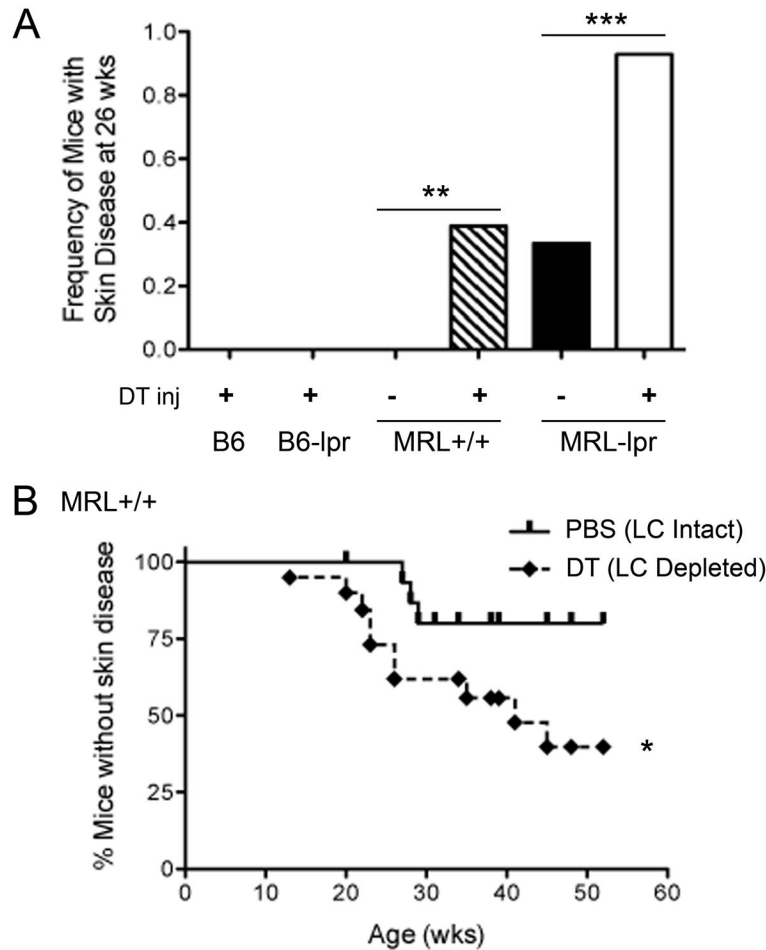 A
Frequency of Mice with
Skin Disease at 26 wks
1.0
0.8
0.6
0.4
0.2
0.0
**
***
DT inj + + - + - +
B6 B6-lpr MRL+/+ MRL-lpr
B MRL+/+
PBS (LC Intact)
DT (LC Depleted)
% Mice without skin disease
100
75
50
25
0
*
0 10 20 30 40 50 60
Age (wks)